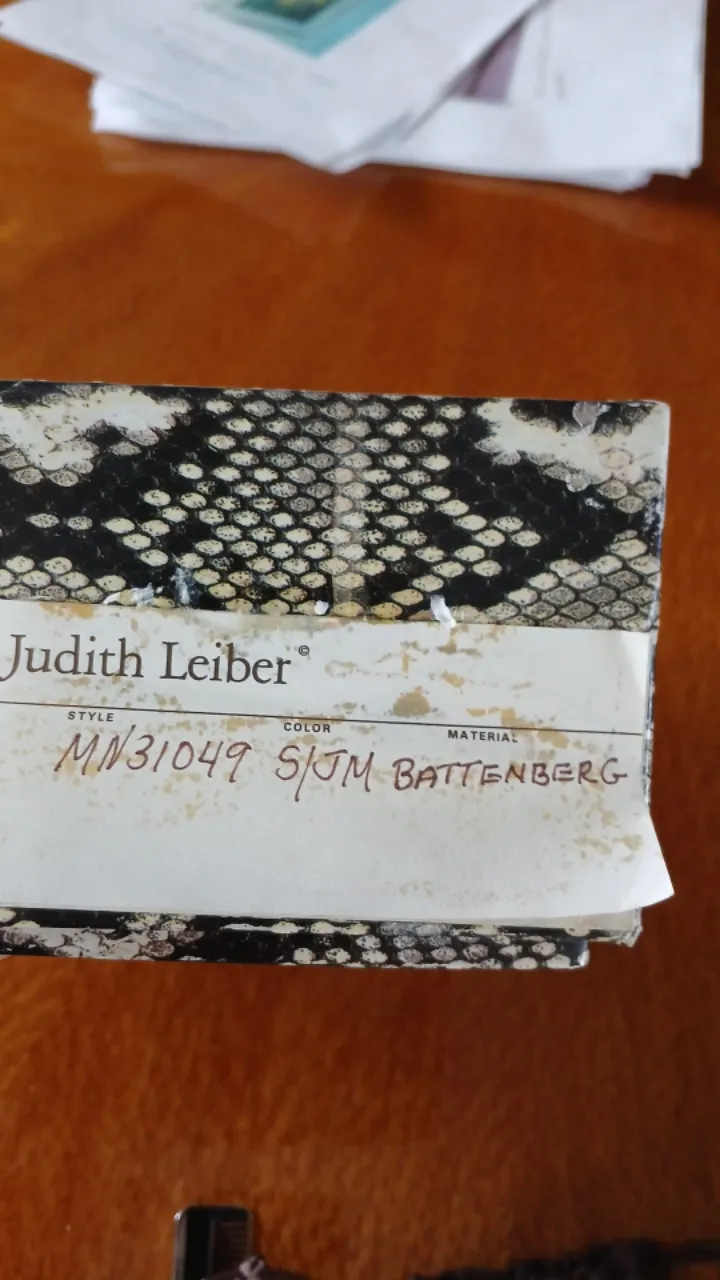 Judith Leiber©
STYLE COLOR MATERIAL
MN31049 S/JM BATTENBERG